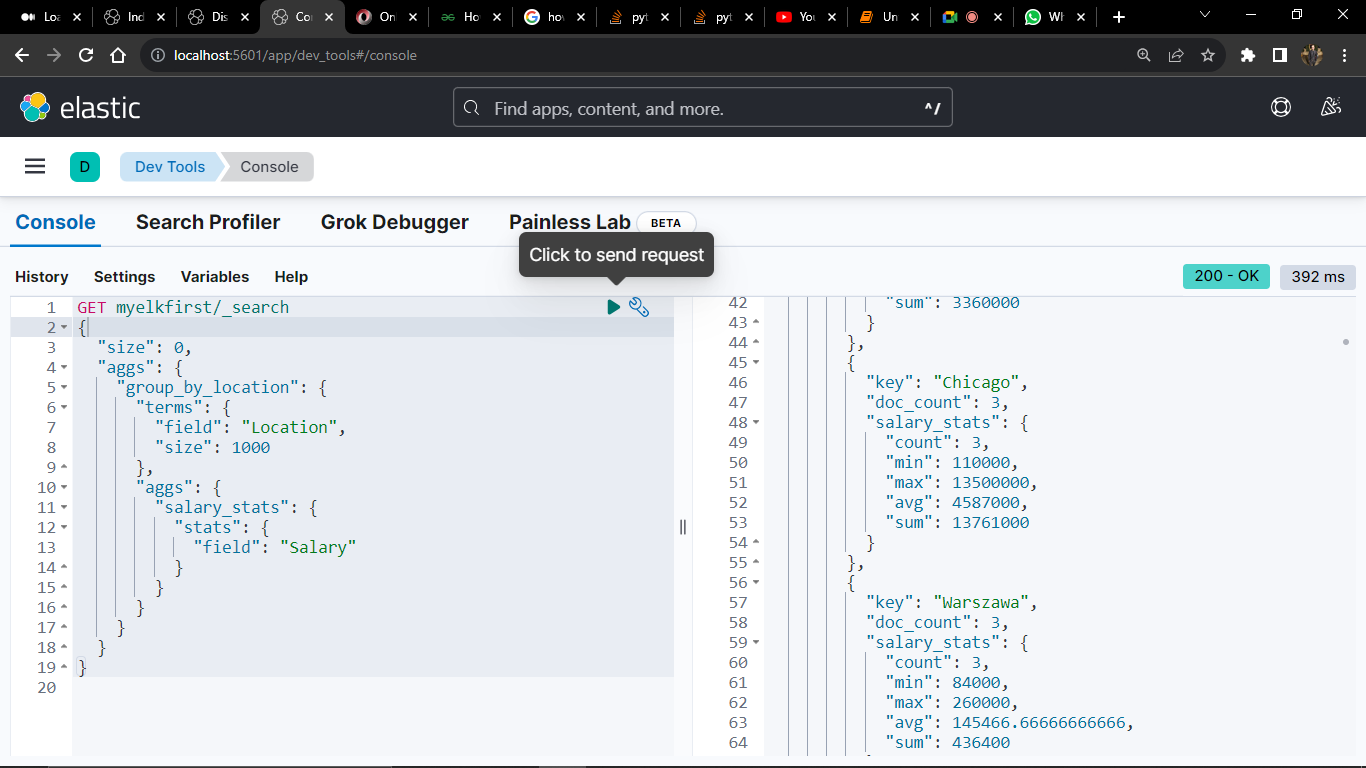 Loa
Ind
Dis
Co
On
Ho
hov
pyt
pyt
You
Un
Wh
localhost:5601/app/dev_tools#/console
elastic
Find apps, content, and more.
^/
D
Dev Tools
Console
Console
Search Profiler
Grok Debugger
Painless Lab
BETA
Click to send request
History
Settings
Variables
Help
200 - OK
392 ms
1 GET myelkfirst/_search
2 {
3 "size": 0,
4 "aggs": {
5 "group_by_location": {
6 "terms": {
7 "field": "Location",
8 "size": 1000
9 },
10 "aggs": {
11 "salary_stats": {
12 "stats": {
13 "field": "Salary"
14 }
15 }
16 }
17 }
18 }
19 }
20
42 "sum": 3360000
43 }
44 },
45 {
46 "key": "Chicago",
47 "doc_count": 3,
48 "salary_stats": {
49 "count": 3,
50 "min": 110000,
51 "max": 13500000,
52 "avg": 4587000,
53 "sum": 13761000
54 }
55 },
56 {
57 "key": "Warszawa",
58 "doc_count": 3,
59 "salary_stats": {
60 "count": 3,
61 "min": 84000,
62 "max": 260000,
63 "avg": 145466.66666666666,
64 "sum": 436400